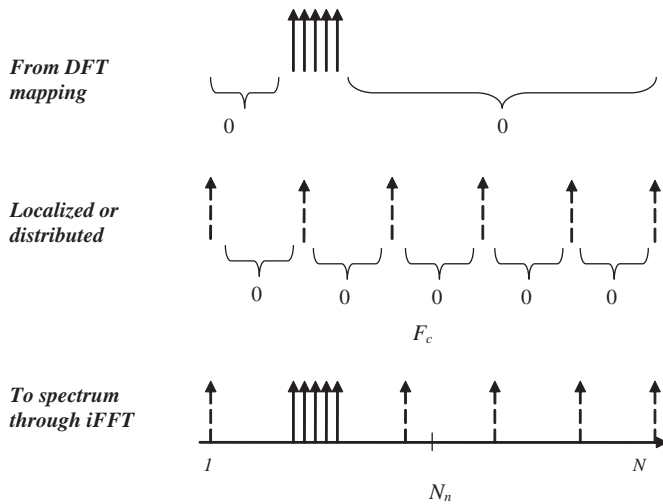 From DFT
mapping
0 0
Localized or
distributed
0 0 0 0 0
F_c
To spectrum
through iFFT
1 N
N_n